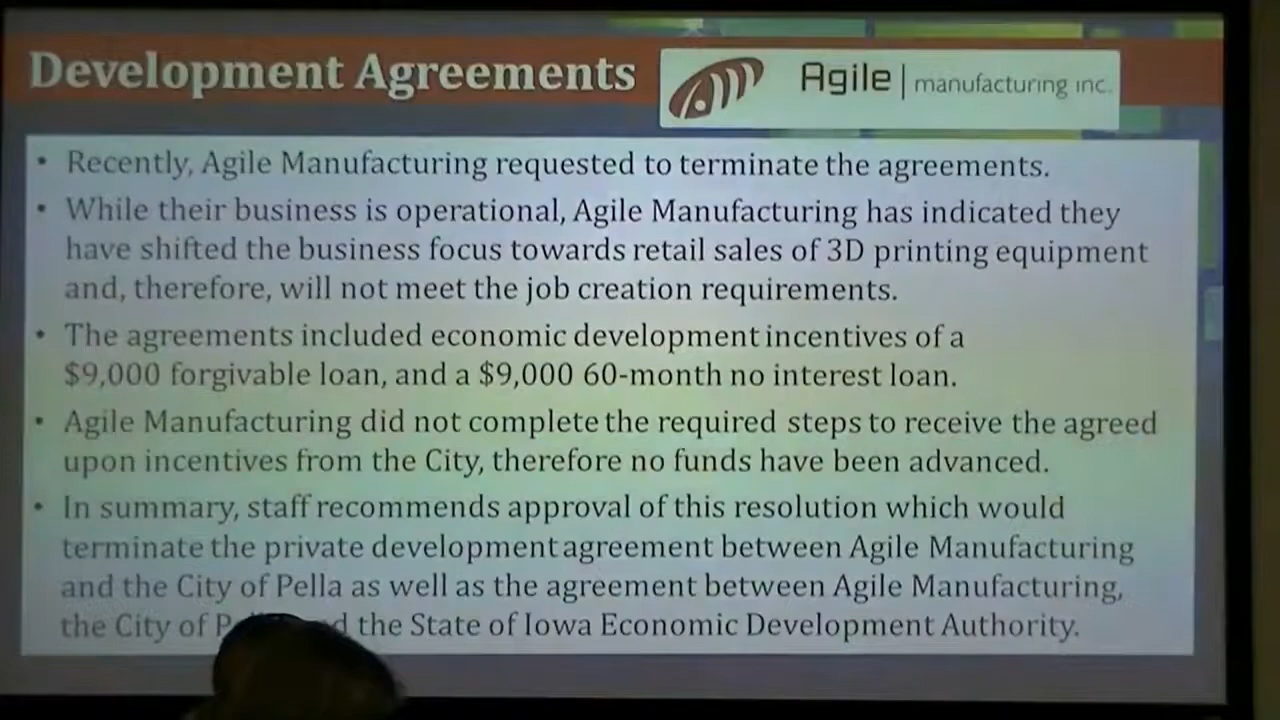 Development Agreements
Agile | manufacturing inc.
• Recently, Agile Manufacturing requested to terminate the agreements.
• While their business is operational, Agile Manufacturing has indicated they
have shifted the business focus towards retail sales of 3D printing equipment
and, therefore, will not meet the job creation requirements.
• The agreements included economic development incentives of a
$9,000 forgivable loan, and a $9,000 60-month no interest loan.
• Agile Manufacturing did not complete the required steps to receive the agreed
upon incentives from the City, therefore no funds have been advanced.
• In summary, staff recommends approval of this resolution which would
terminate the private development agreement between Agile Manufacturing
and the City of Pella as well as the agreement between Agile Manufacturing,
the City of the State of Iowa Economic Development Authority.